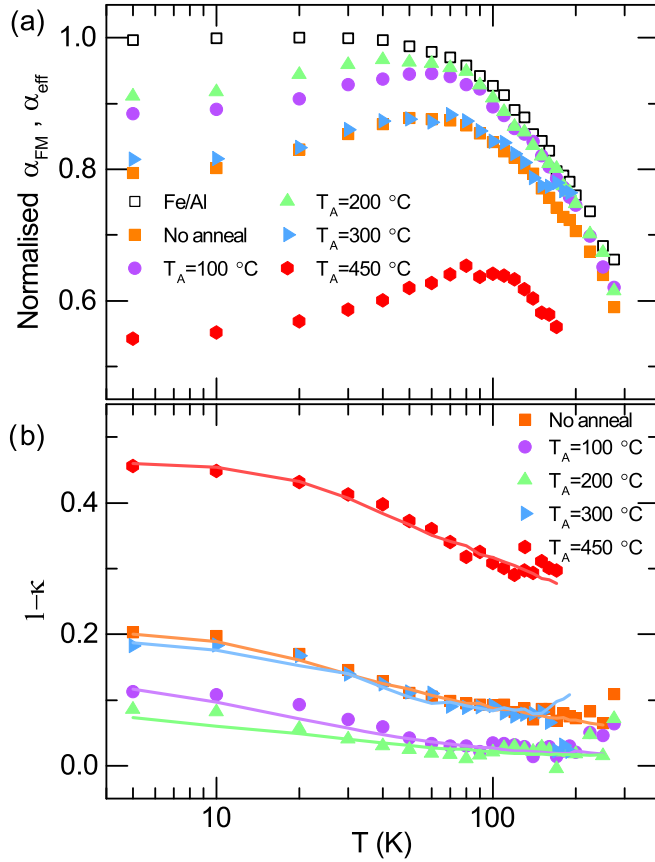 (a)
1.0
0.8
0.6
Normalised α_FM , α_eff
Fe/Al
No anneal
T_A=100 °C
T_A=200 °C
T_A=300 °C
T_A=450 °C
(b)
No anneal
T_A=100 °C
T_A=200 °C
T_A=300 °C
T_A=450 °C
0.4
0.2
0.0
1−κ
10
100
T (K)